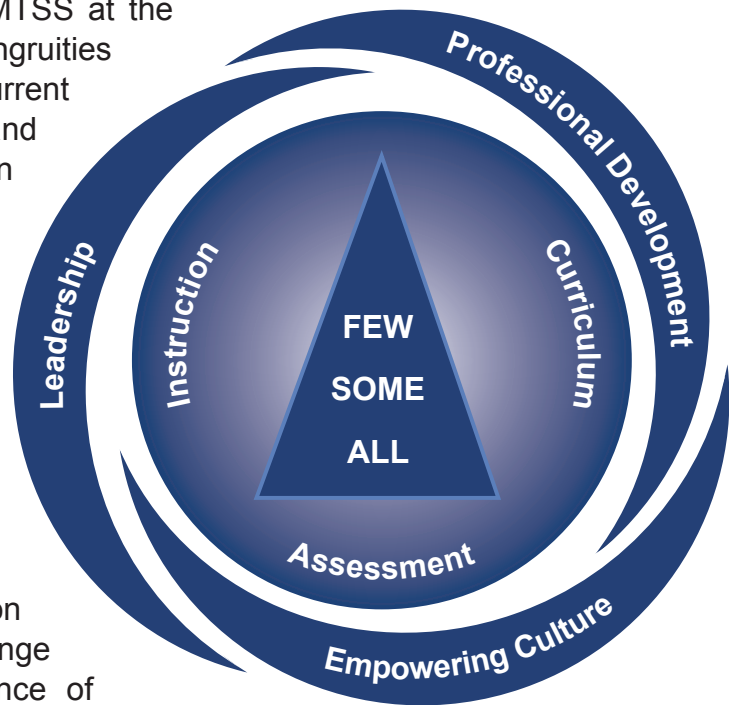 MTSS at the
ngruities
urrent
nd
n
Professional Development
Leadership
Instruction
Curriculum
FEW
SOME
ALL
Assessment
Empowering Culture
on
nge
nce of